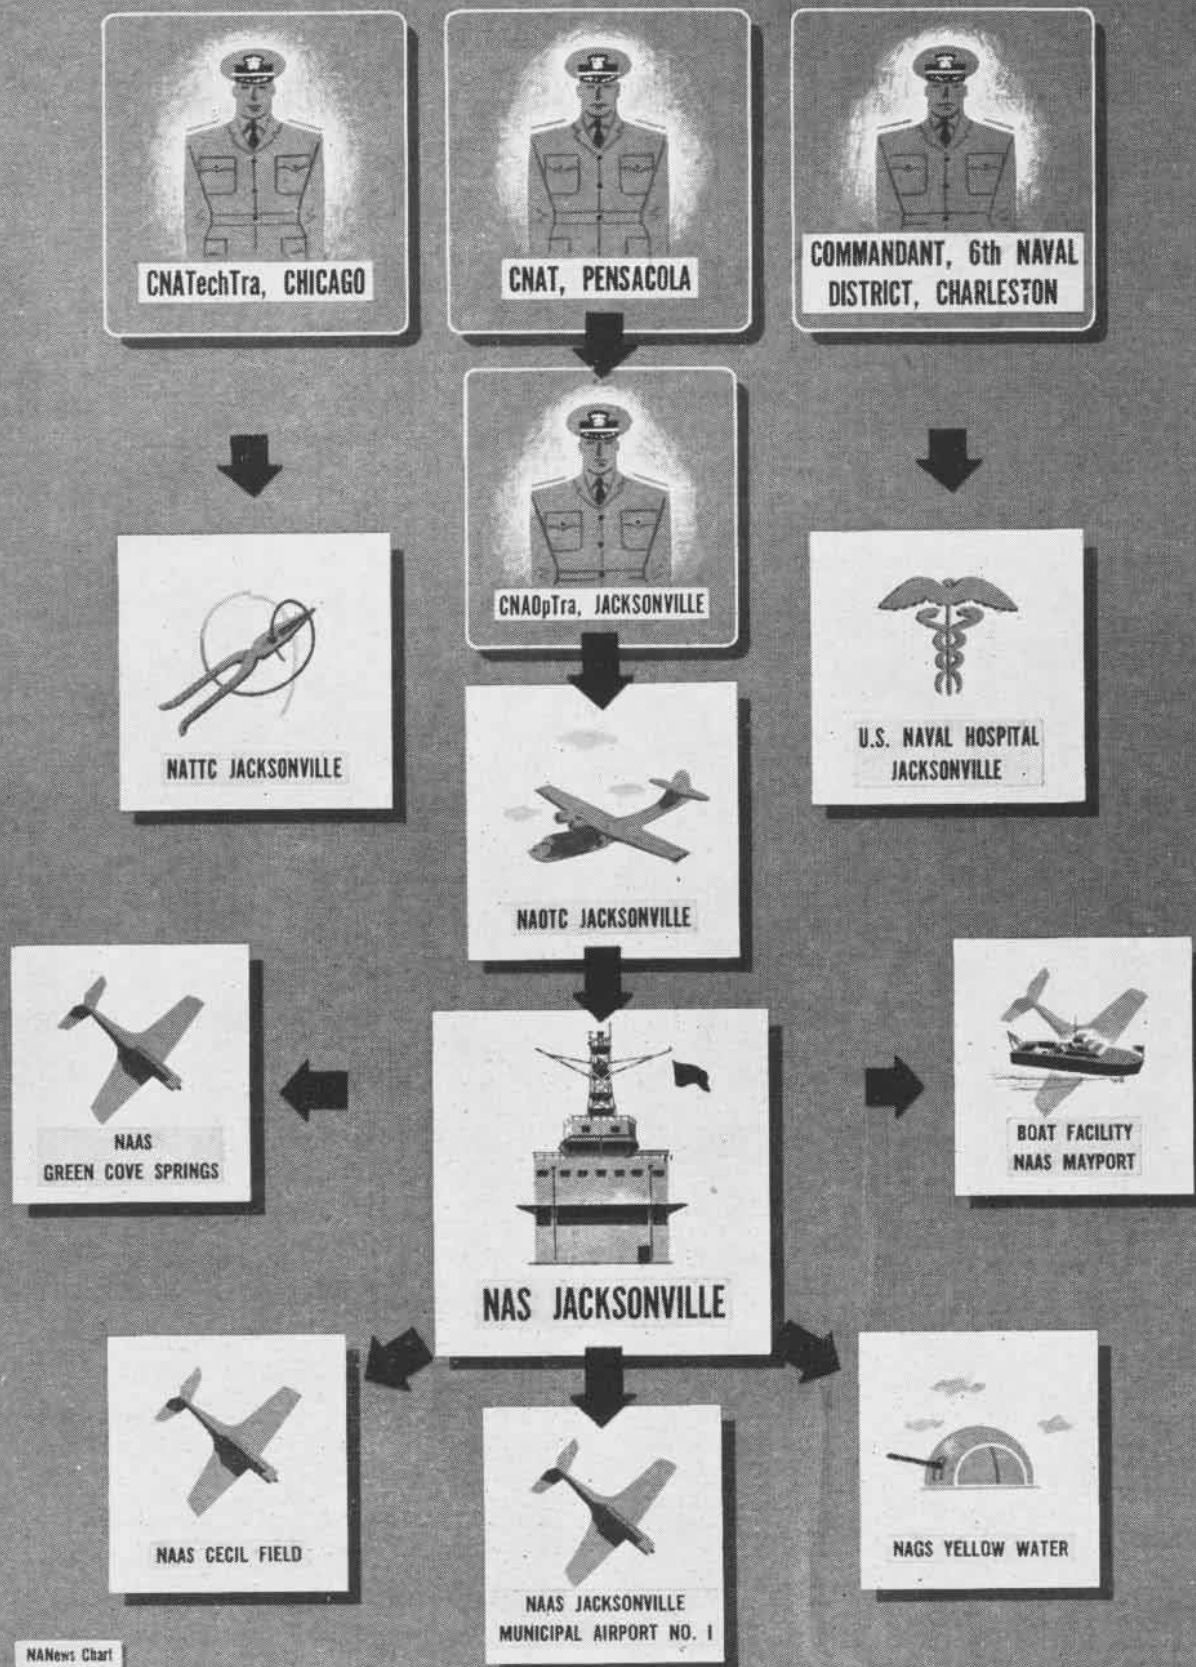 CNATechTra, CHICAGO
CNAT, PENSACOLA
COMMANDANT, 6th NAVAL
DISTRICT, CHARLESTON
CNAOpTra, JACKSONVILLE
NATTC JACKSONVILLE
U.S. NAVAL HOSPITAL
JACKSONVILLE
NAOTC JACKSONVILLE
NAAS
GREEN COVE SPRINGS
BOAT FACILITY
NAAS MAYPORT
NAS JACKSONVILLE
NAAS CECIL FIELD
NAAS JACKSONVILLE
MUNICIPAL AIRPORT NO. 1
NAGS YELLOW WATER
NANews Chart